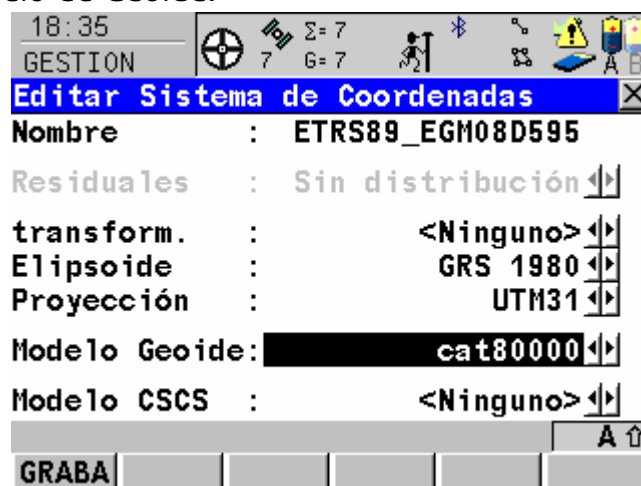 18:35
GESTION
7
Σ= 7
G= 7
A B
Editar Sistema de Coordenadas
Nombre : ETRS89_EGM08D595
Residuales : Sin distribución
transform. : <Ninguno>
Elipsoide : GRS 1980
Proyección : UTM31
Modelo Geoide: cat80000
Modelo CSCS : <Ninguno>
A
GRABA